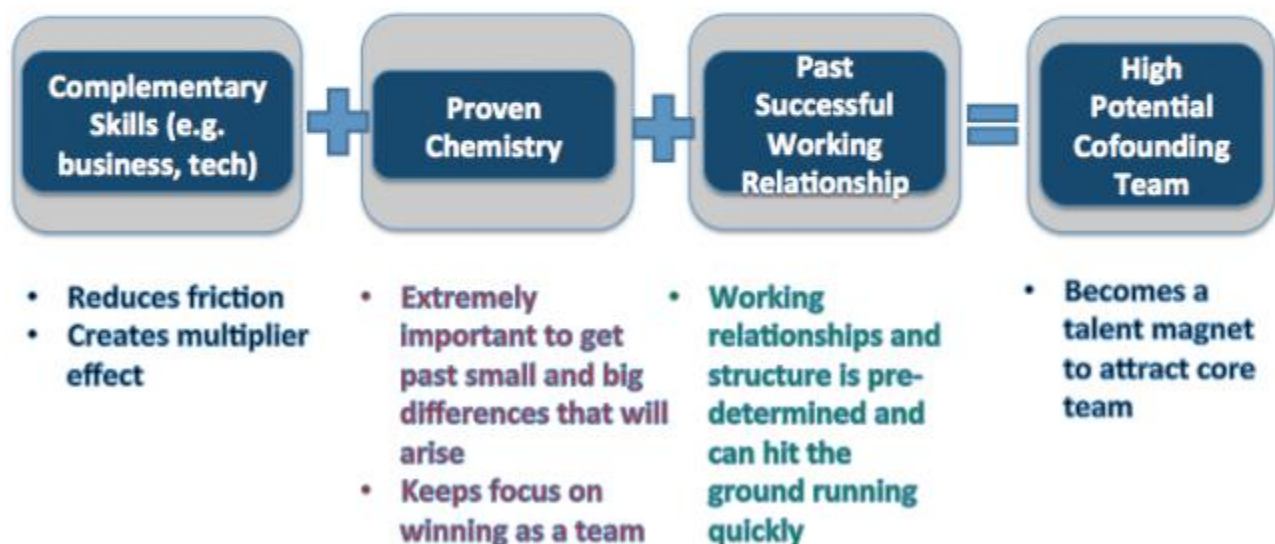 Complementary
Skills (e.g.
business, tech)
Proven
Chemistry
Past
Successful
Working
Relationship
High
Potential
Cofounding
Team
• Reduces friction
• Creates multiplier
effect
• Extremely
important to get
past small and big
differences that will
arise
• Keeps focus on
winning as a team
• Working
relationships and
structure is pre-
determined and
can hit the
ground running
quickly
• Becomes a
talent magnet
to attract core
team